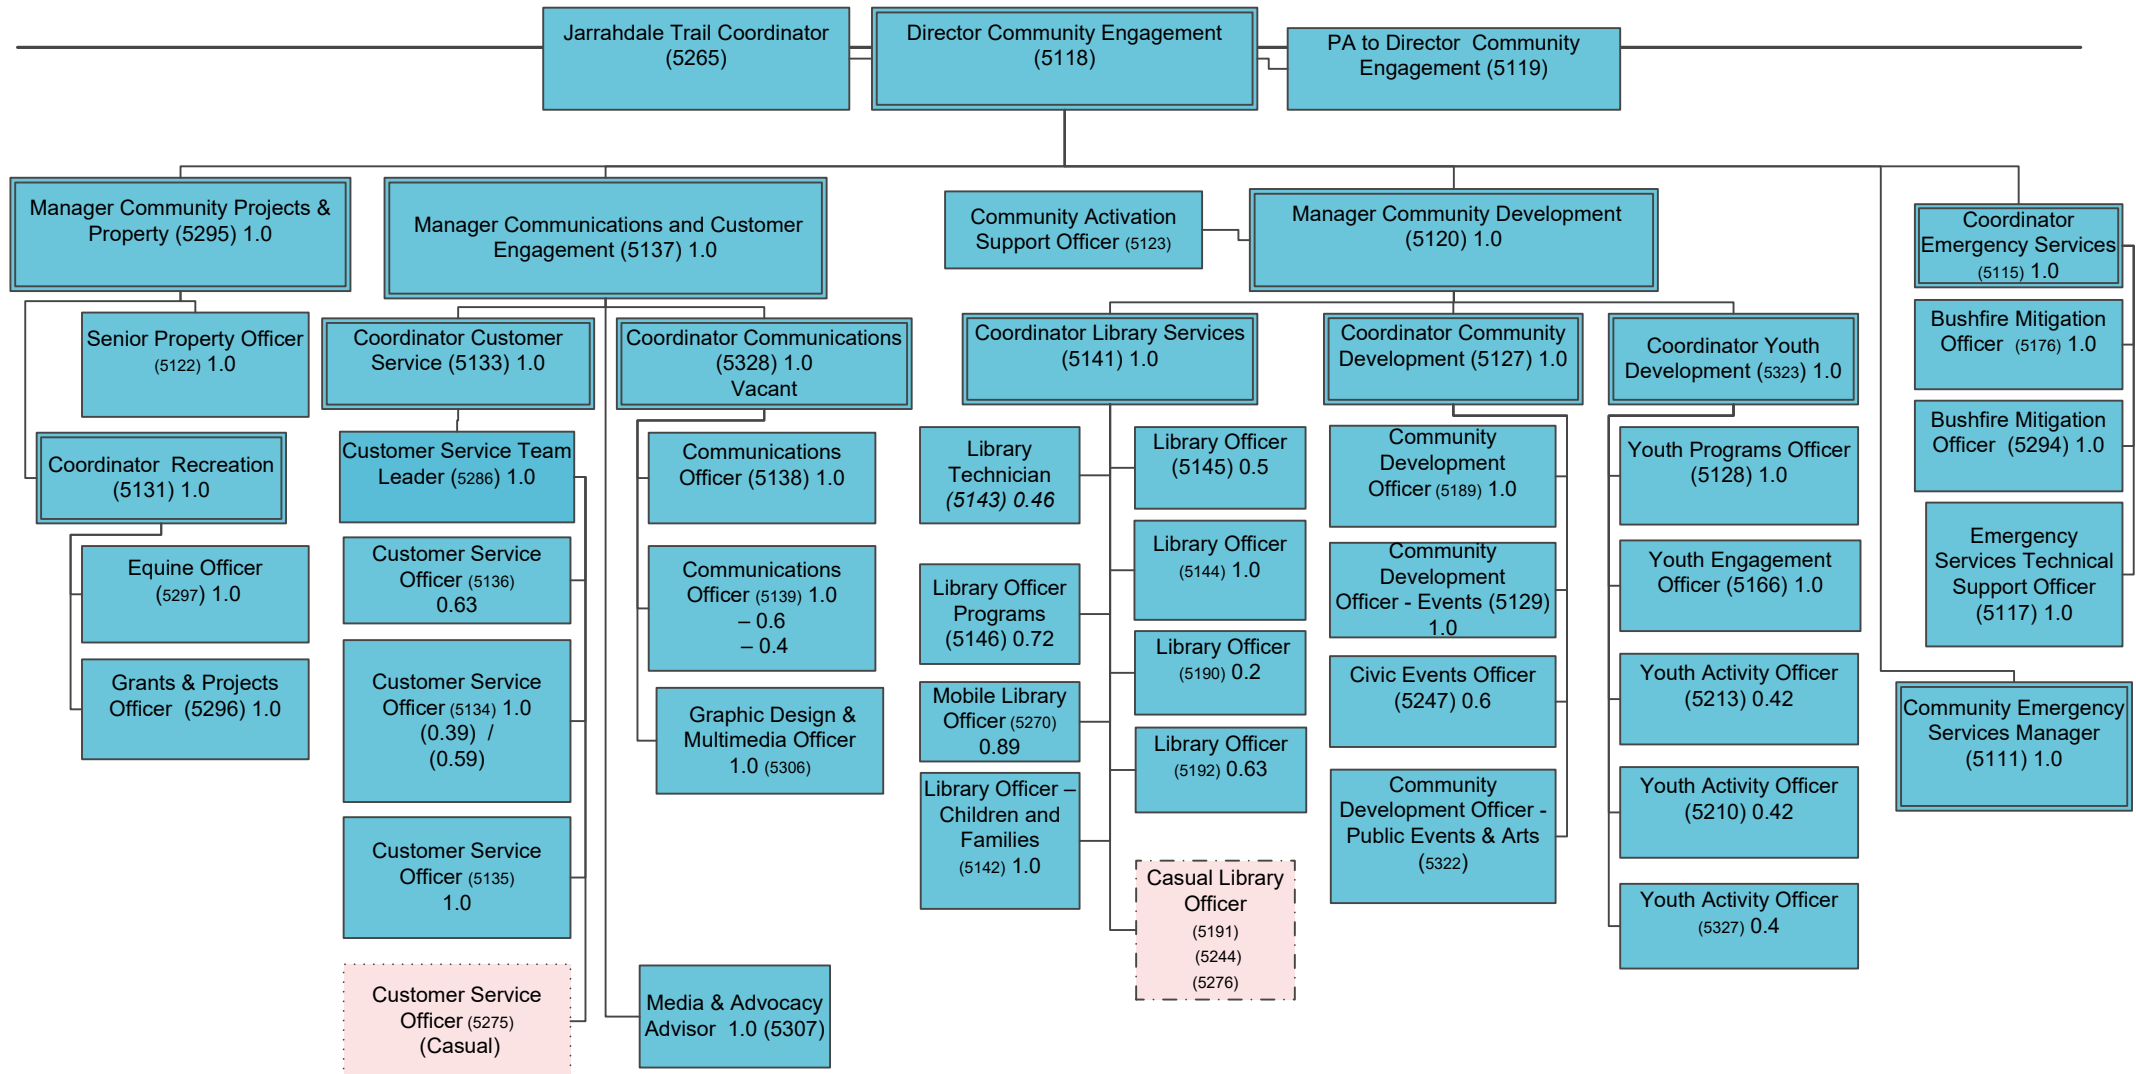 Jarrahdale Trail Coordinator
(5265)
Director Community Engagement
(5118)
PA to Director  Community
Engagement (5119)
Manager Community Projects &
Property (5295) 1.0
Manager Communications and Customer
Engagement (5137) 1.0
Community Activation
Support Officer (5123)
Manager Community Development
(5120) 1.0
Coordinator
Emergency Services
(5115) 1.0
Senior Property Officer
(5122) 1.0
Coordinator  Recreation
(5131) 1.0
Equine Officer
(5297) 1.0
Grants & Projects
Officer  (5296) 1.0
Coordinator Customer
Service (5133) 1.0
Customer Service Team
Leader (5286) 1.0
Customer Service
Officer (5136)
0.63
Customer Service
Officer (5134) 1.0
(0.39)  /
(0.59)
Customer Service
Officer (5135)
1.0
Customer Service
Officer (5275)
(Casual)
Coordinator Communications
(5328) 1.0
Vacant
Communications
Officer (5138) 1.0
Communications
Officer (5139) 1.0
– 0.6
– 0.4
Graphic Design &
Multimedia Officer
1.0 (5306)
Media & Advocacy
Advisor  1.0 (5307)
Coordinator Library Services
(5141) 1.0
Library
Technician
(5143) 0.46
Library Officer
Programs
(5146) 0.72
Mobile Library
Officer (5270)
0.89
Library Officer –
Children and
Families
(5142) 1.0
Library Officer
(5145) 0.5
Library Officer
(5144) 1.0
Library Officer
(5190) 0.2
Library Officer
(5192) 0.63
Casual Library
Officer
(5191)
(5244)
(5276)
Coordinator Community
Development (5127) 1.0
Community
Development
Officer (5189) 1.0
Community
Development
Officer - Events (5129)
1.0
Civic Events Officer
(5247) 0.6
Community
Development Officer -
Public Events & Arts
(5322)
Coordinator Youth
Development (5323) 1.0
Youth Programs Officer
(5128) 1.0
Youth Engagement
Officer (5166) 1.0
Youth Activity Officer
(5213) 0.42
Youth Activity Officer
(5210) 0.42
Youth Activity Officer
(5327) 0.4
Bushfire Mitigation
Officer  (5176) 1.0
Bushfire Mitigation
Officer  (5294) 1.0
Emergency
Services Technical
Support Officer
(5117) 1.0
Community Emergency
Services Manager
(5111) 1.0